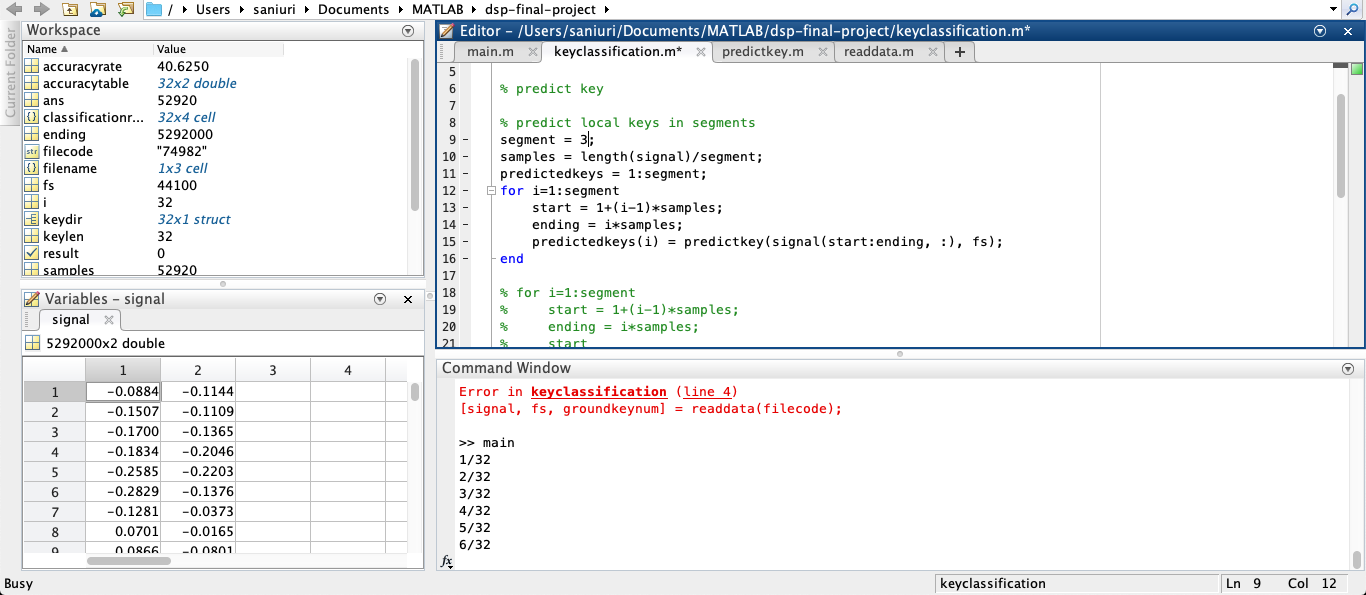 / ▸ Users ▸ saniuri ▸ Documents ▸ MATLAB ▸ dsp-final-project ▸
Current Folder
Workspace
Name ▲ Value
accuracyrate 40.6250
accuracytable 32x2 double
ans 52920
classificationr... 32x4 cell
ending 5292000
filecode "74982"
filename 1x3 cell
fs 44100
i 32
keydir 32x1 struct
keylen 32
result 0
samples 52920
Variables - signal
signal
5292000x2 double
1 2 3 4
1 -0.0884 -0.1144
2 -0.1507 -0.1109
3 -0.1700 -0.1365
4 -0.1834 -0.2046
5 -0.2585 -0.2203
6 -0.2829 -0.1376
7 -0.1281 -0.0373
8 0.0701 -0.0165
9 0.0866 -0.0801
Editor - /Users/saniuri/Documents/MATLAB/dsp-final-project/keyclassification.m*
main.m keyclassification.m* predictkey.m readdata.m +
5
6 % predict key
7
8 % predict local keys in segments
9 - segment = 3;
10 - samples = length(signal)/segment;
11 - predictedkeys = 1:segment;
12 - for i=1:segment
13 - start = 1+(i-1)*samples;
14 - ending = i*samples;
15 - predictedkeys(i) = predictkey(signal(start:ending, :), fs);
16 - end
17
18 % for i=1:segment
19 % start = 1+(i-1)*samples;
20 % ending = i*samples;
21 % start
Command Window
Error in keyclassification (line 4)
[signal, fs, groundkeynum] = readdata(filecode);
>> main
1/32
2/32
3/32
4/32
5/32
6/32
fx
Busy
keyclassification
Ln 9 Col 12